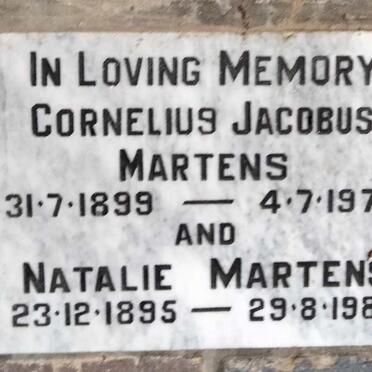 IN LOVING MEMORY
CORNELIUS JACOBUS
MARTENS
31·7·1899 — 4·7·197
AND
NATALIE MARTENS
23·12·1895 — 29·8·198